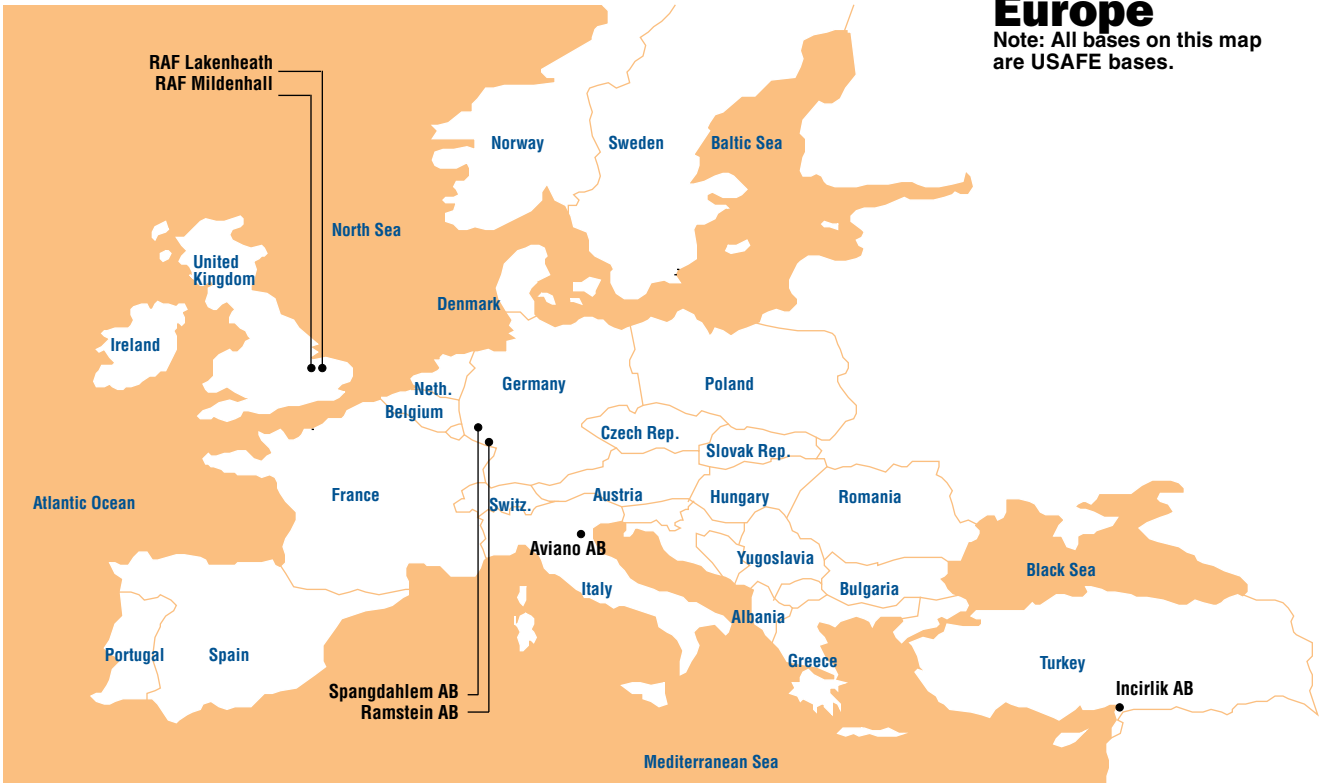 Europe
Note: All bases on this map
are USAFE bases.
RAF Lakenheath
RAF Mildenhall
Norway
Sweden
Baltic Sea
North Sea
United
Kingdom
Denmark
Ireland
Neth.
Germany
Poland
Belgium
Czech Rep.
Slovak Rep.
Atlantic Ocean
France
Switz.
Austria
Hungary
Romania
Aviano AB
Yugoslavia
Black Sea
Italy
Bulgaria
Albania
Portugal
Spain
Greece
Turkey
Spangdahlem AB
Ramstein AB
Incirlik AB
Mediterranean Sea